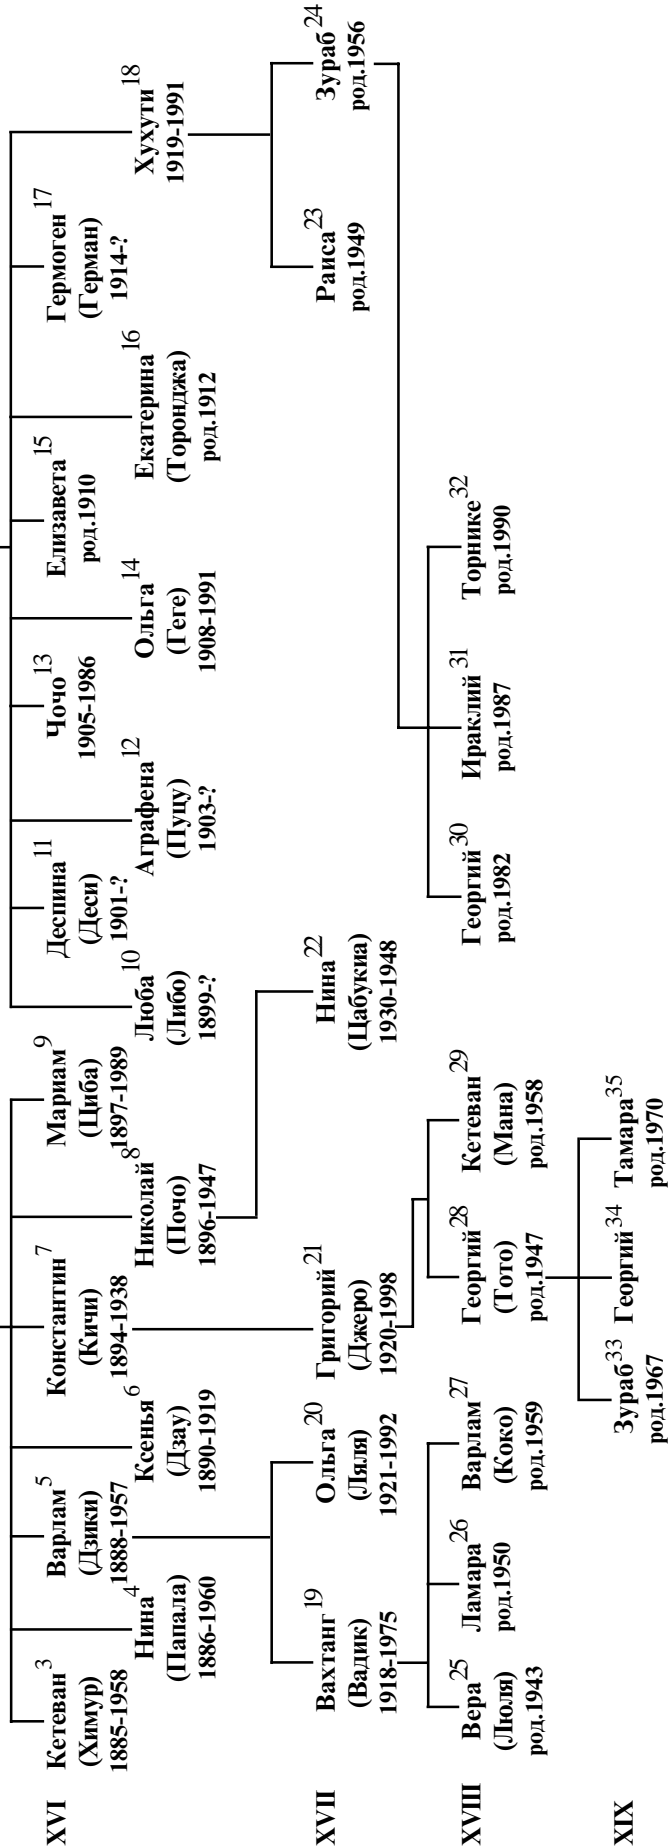 XVI
Кетеван 3
(Химур)
1885-1958
Нина 4
(Папала)
1886-1960
Варлам 5
(Дзики)
1888-1957
Ксенья 6
(Дзау)
1890-1919
Константин 7
(Кичи)
1894-1938
Николай 8
(Почо)
1896-1947
Мариам 9
(Циба)
1897-1989
Люба 10
(Либо)
1899-?
Деспина 11
(Деси)
1901-?
Аграфена 12
(Пуцу)
1903-?
Чочо 13
1905-1986
Ольга 14
(Геге)
1908-1991
Елизавета 15
род.1910
Екатерина 16
(Торонджа)
род.1912
Гермоген 17
(Герман)
1914-?
Хухути 18
1919-1991
XVII
Вахтанг 19
(Вадик)
1918-1975
Ольга 20
(Ляля)
1921-1992
Григорий 21
(Джеро)
1920-1998
Нина 22
(Цабукиа)
1930-1948
Раиса 23
род.1949
Зураб 24
род.1956
XVIII
Вера 25
(Люля)
род.1943
Ламара 26
род.1950
Варлам 27
(Коко)
род.1959
Георгий 28
(Тото)
род.1947
Кетеван 29
(Мана)
род.1958
Георгий 30
род.1982
Ираклий 31
род.1987
Торнике 32
род.1990
XIX
Зураб 33
род.1967
Георгий 34
Тамара 35
род.1970